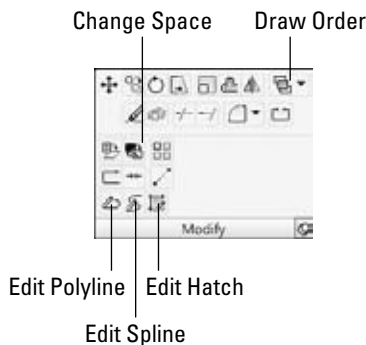 Change Space
Draw Order
Modify
Edit Polyline
Edit Hatch
Edit Spline